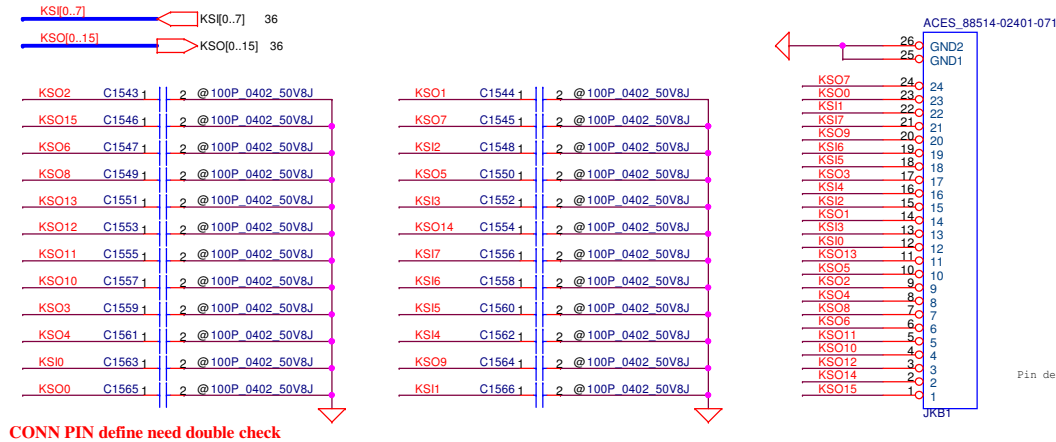 KSI[0..7] KSI[0..7] 36
KSO[0..15] KSO[0..15] 36
KSO2 C1543 1 2 @100P_0402_50V8J
KSO15 C1546 1 2 @100P_0402_50V8J
KSO6 C1547 1 2 @100P_0402_50V8J
KSO8 C1549 1 2 @100P_0402_50V8J
KSO13 C1551 1 2 @100P_0402_50V8J
KSO12 C1553 1 2 @100P_0402_50V8J
KSO11 C1555 1 2 @100P_0402_50V8J
KSO10 C1557 1 2 @100P_0402_50V8J
KSO3 C1559 1 2 @100P_0402_50V8J
KSO4 C1561 1 2 @100P_0402_50V8J
KSI0 C1563 1 2 @100P_0402_50V8J
KSO0 C1565 1 2 @100P_0402_50V8J
KSO1 C1544 1 2 @100P_0402_50V8J
KSO7 C1545 1 2 @100P_0402_50V8J
KSI2 C1548 1 2 @100P_0402_50V8J
KSO5 C1550 1 2 @100P_0402_50V8J
KSI3 C1552 1 2 @100P_0402_50V8J
KSO14 C1554 1 2 @100P_0402_50V8J
KSI7 C1556 1 2 @100P_0402_50V8J
KSI6 C1558 1 2 @100P_0402_50V8J
KSI5 C1560 1 2 @100P_0402_50V8J
KSI4 C1562 1 2 @100P_0402_50V8J
KSO9 C1564 1 2 @100P_0402_50V8J
KSI1 C1566 1 2 @100P_0402_50V8J
ACES_88514-02401-071
26 GND2
25 GND1
KSO7 24 24
KSO0 23 23
KSI1 22 22
KSI7 21 21
KSO9 20 20
KSI6 19 19
KSI5 18 18
KSO3 17 17
KSI4 16 16
KSI2 15 15
KSO1 14 14
KSI3 13 13
KSI0 12 12
KSO13 11 11
KSO5 10 10
KSO2 9 9
KSO4 8 8
KSO8 7 7
KSO6 6 6
KSO11 5 5
KSO10 4 4
KSO12 3 3
KSO14 2 2
KSO15 1 1
JKB1
Pin de
CONN PIN define need double check